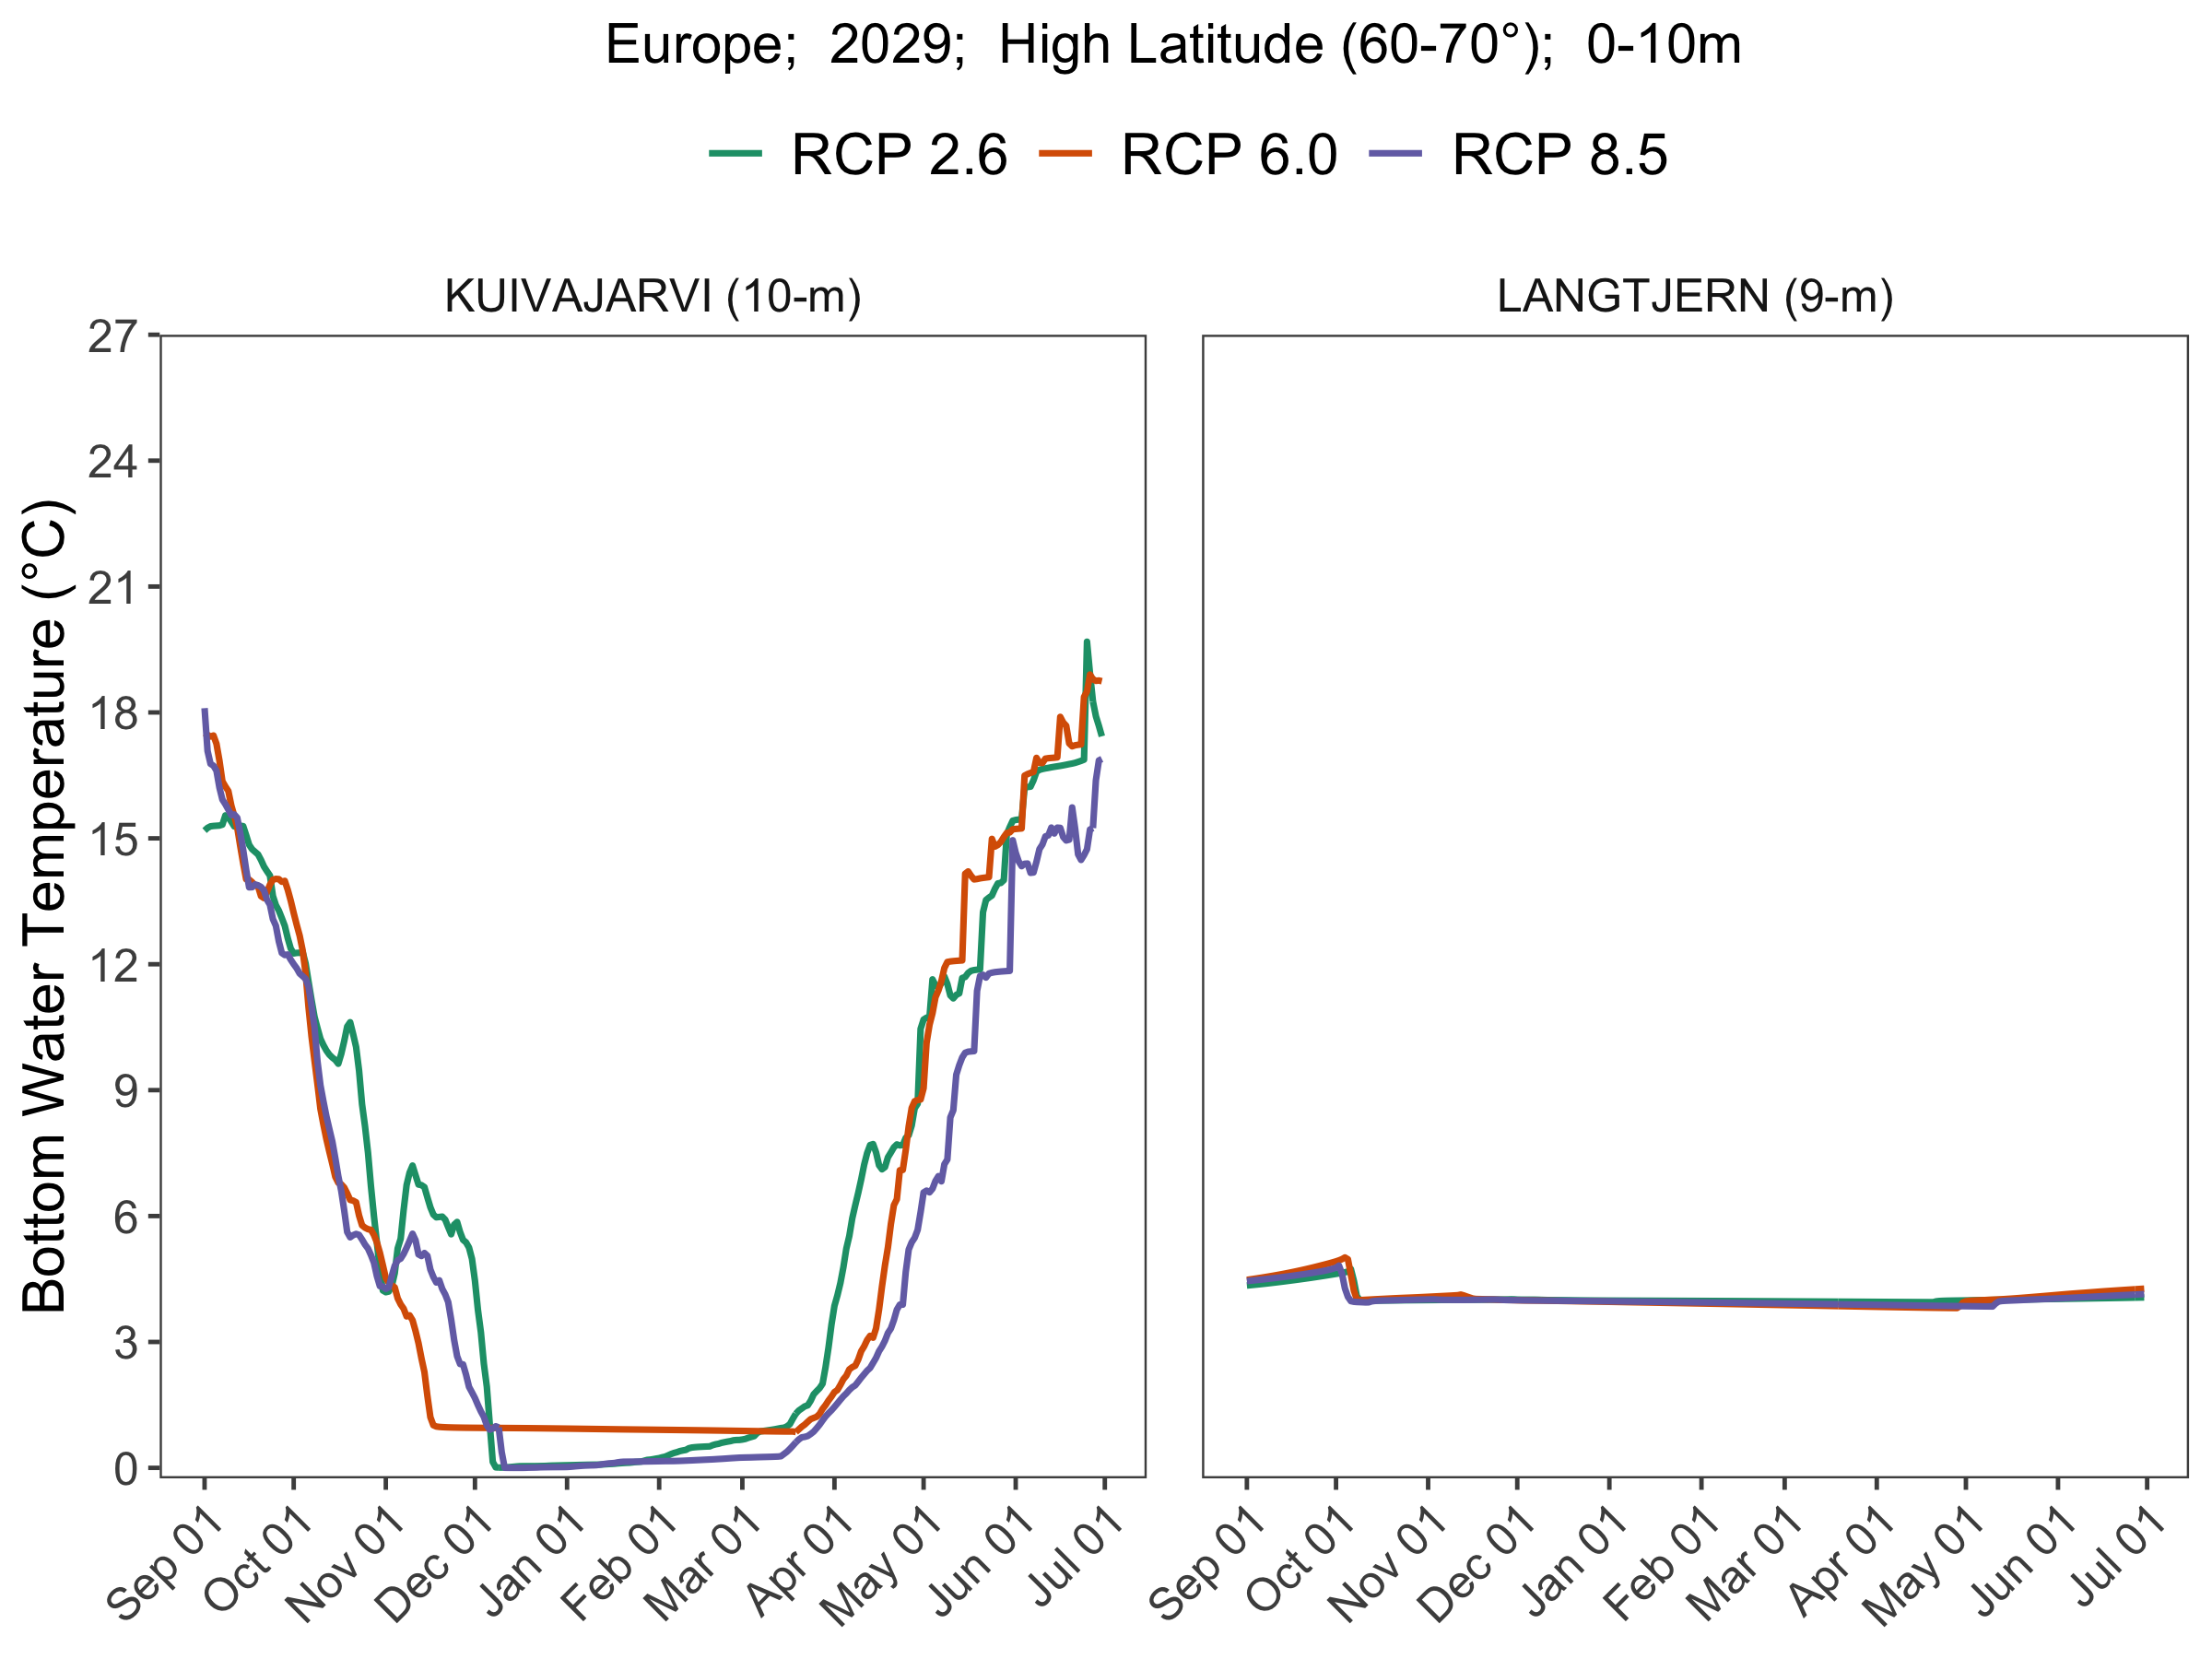 Europe;  2029;  High Latitude (60-70°);  0-10m
RCP 2.6 RCP 6.0 RCP 8.5
KUIVAJARVI (10-m)
LANGTJERN (9-m)
Bottom Water Temperature (°C)
27
24
21
18
15
12
9
6
3
0
Sep 01 Oct 01 Nov 01 Dec 01 Jan 01 Feb 01 Mar 01 Apr 01 May 01 Jun 01 Jul 01
Sep 01 Oct 01 Nov 01 Dec 01 Jan 01 Feb 01 Mar 01 Apr 01 May 01 Jun 01 Jul 01